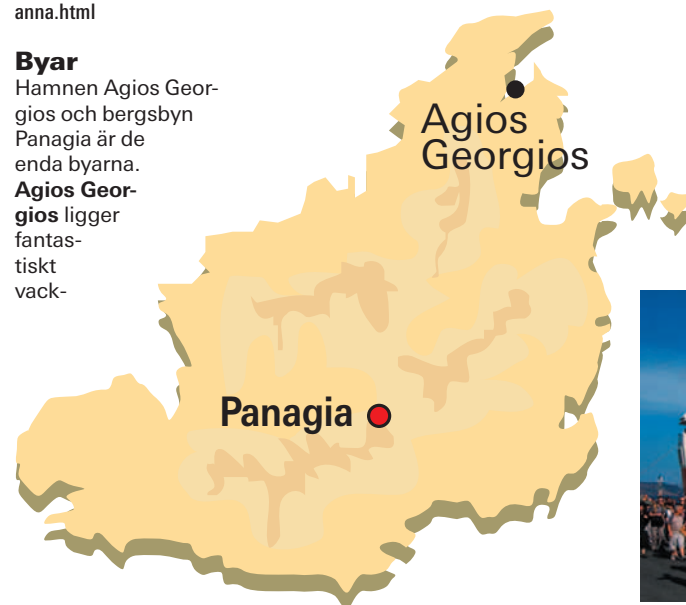 anna.html
Byar
Hamnen Agios Geor-
gios och bergsbyn
Panagia är de
enda byarna.
Agios Geor-
gios ligger
fantas-
tiskt
vack-
Agios
Georgios
Panagia